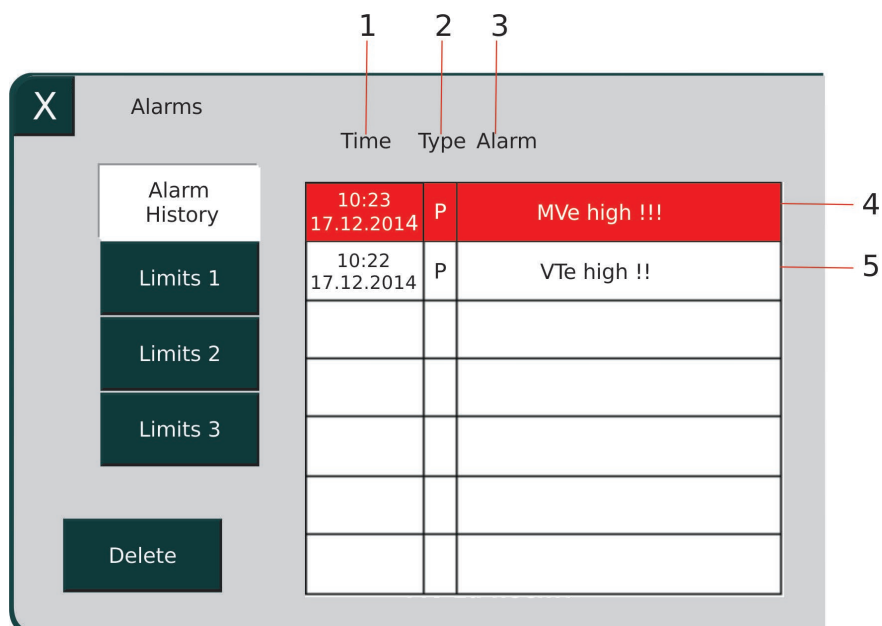 1 2 3
X Alarms
Time Type Alarm
Alarm
History
Limits 1
Limits 2
Limits 3
Delete
10:23
17.12.2014
P
MVe high !!!
4
10:22
17.12.2014
P
VTe high !!
5